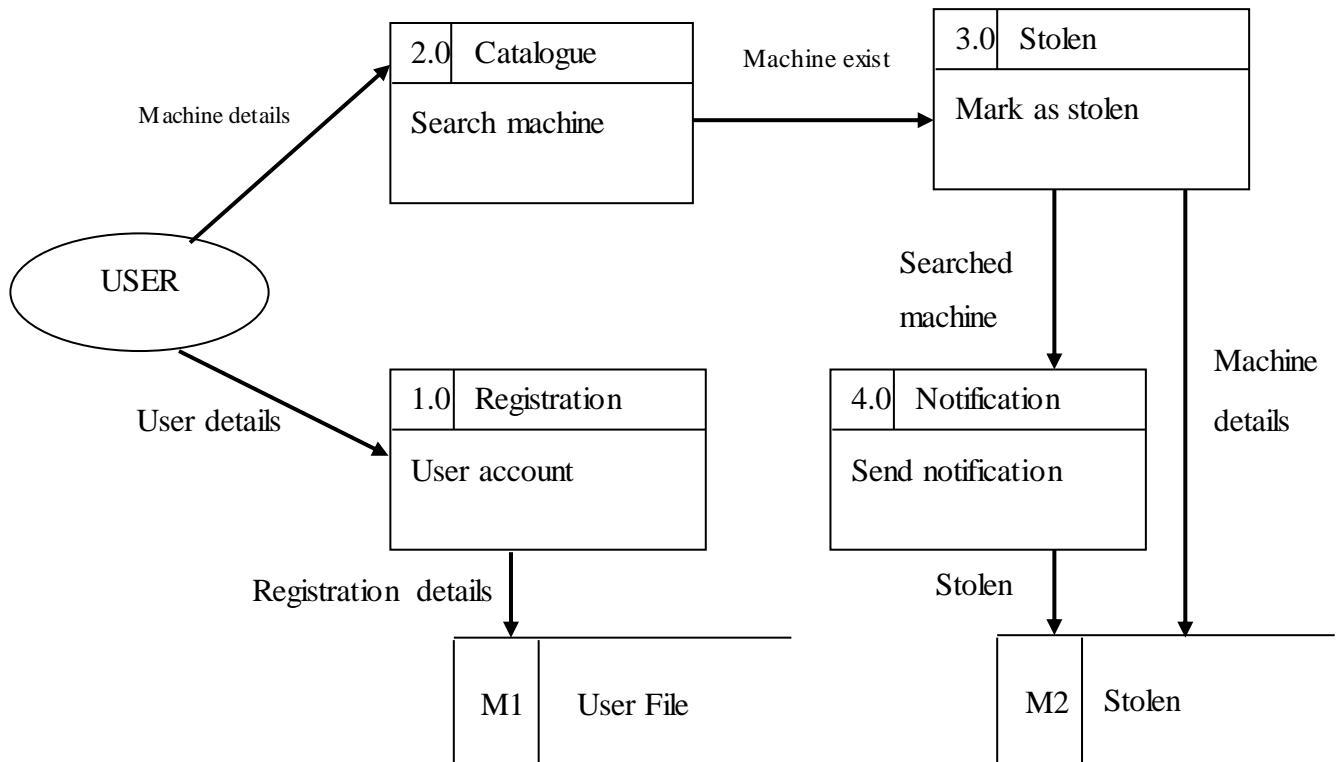 2.0 Catalogue
Search machine
Machine exist
3.0 Stolen
Mark as stolen
Machine details
USER
User details
1.0 Registration
User account
Searched
machine
4.0 Notification
Send notification
Machine
details
Registration details
Stolen
M1 User File
M2 Stolen